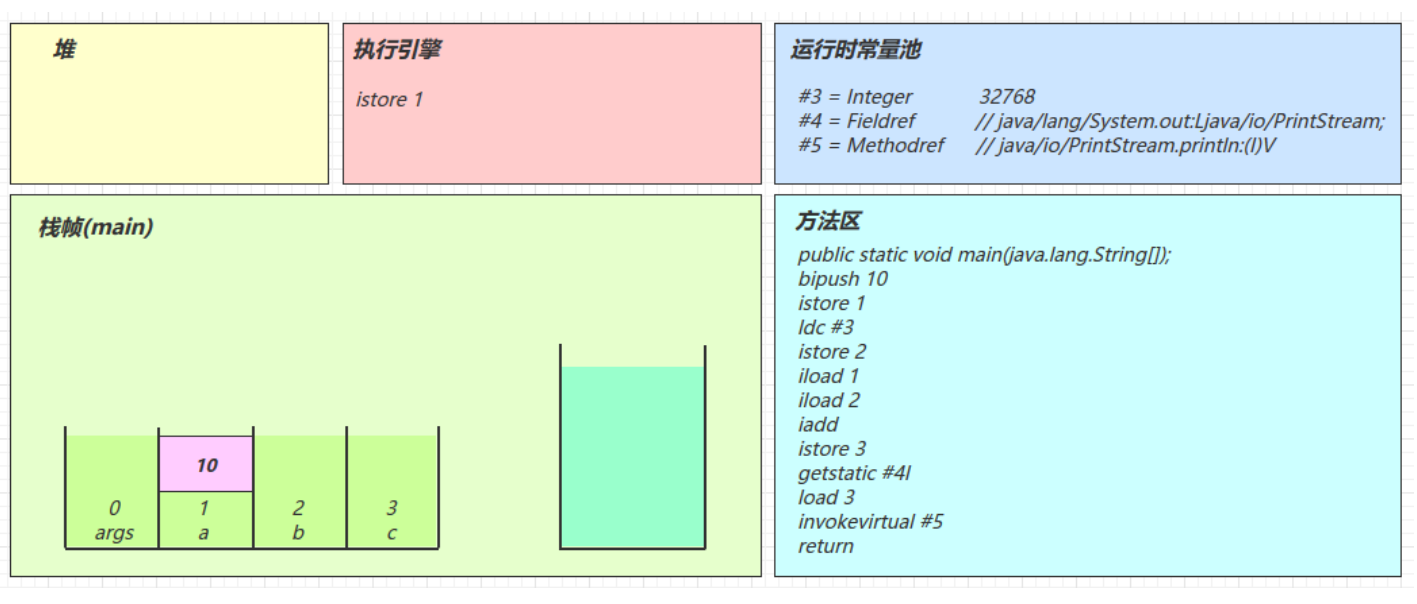 堆
执行引擎
istore 1
运行时常量池
#3 = Integer 32768
#4 = Fieldref // java/lang/System.out:Ljava/io/PrintStream;
#5 = Methodref // java/io/PrintStream.println:(I)V
栈帧(main)
10
0 1 2 3
args a b c
方法区
public static void main(java.lang.String[]);
bipush 10
istore 1
ldc #3
istore 2
iload 1
iload 2
iadd
istore 3
getstatic #4I
load 3
invokevirtual #5
return